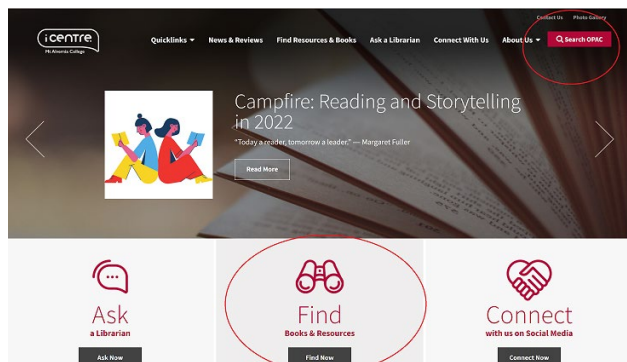 Contact Us Photo Gallery
icentre
Mt Alvernia College
Quicklinks News & Reviews Find Resources & Books Ask a Librarian Connect With Us About Us Search OPAC
Campfire: Reading and Storytelling
in 2022
"Today a reader, tomorrow a leader." — Margaret Fuller
Read More
Ask
a Librarian
Ask Now
Find
Books & Resources
Find Now
Connect
with us on Social Media
Connect Now